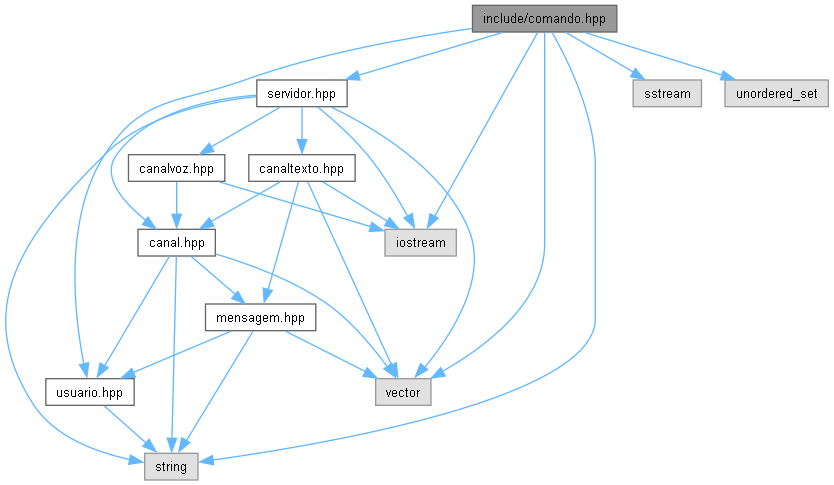 include/comando.hpp
servidor.hpp
sstream
unordered_set
canalvoz.hpp
canaltexto.hpp
canal.hpp
iostream
mensagem.hpp
usuario.hpp
vector
string